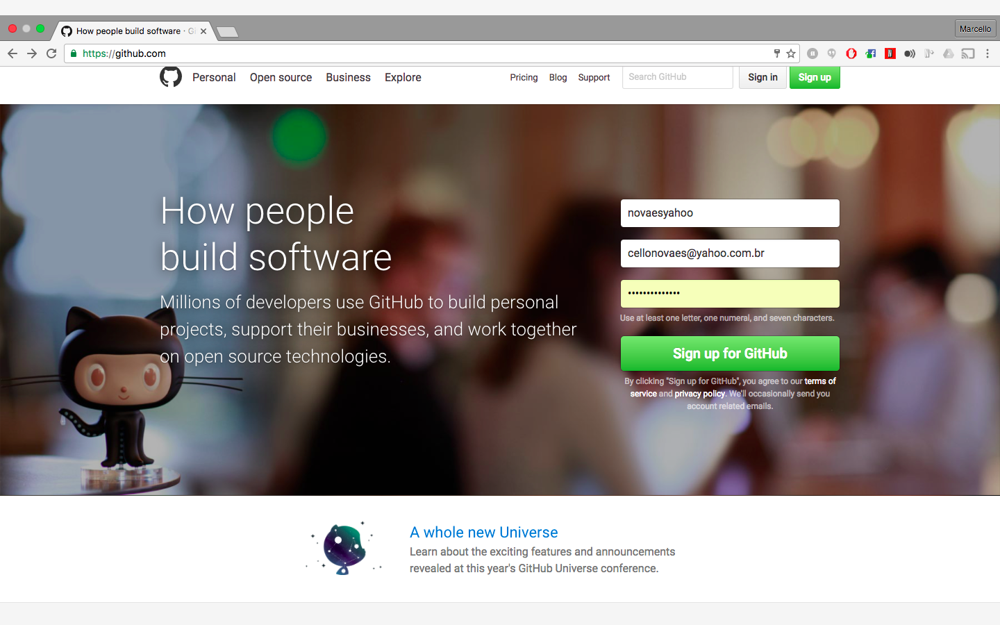 How people build software · Gi
Marcello
https://github.com
Personal Open source Business Explore Pricing Blog Support Search GitHub Sign in Sign up
How people
build software
Millions of developers use GitHub to build personal
projects, support their businesses, and work together
on open source technologies.
novaesyahoo
cellonovaes@yahoo.com.br
••••••••••••••
Use at least one letter, one numeral, and seven characters.
Sign up for GitHub
By clicking "Sign up for GitHub", you agree to our terms of
service and privacy policy. We'll occasionally send you
account related emails.
A whole new Universe
Learn about the exciting features and announcements
revealed at this year's GitHub Universe conference.